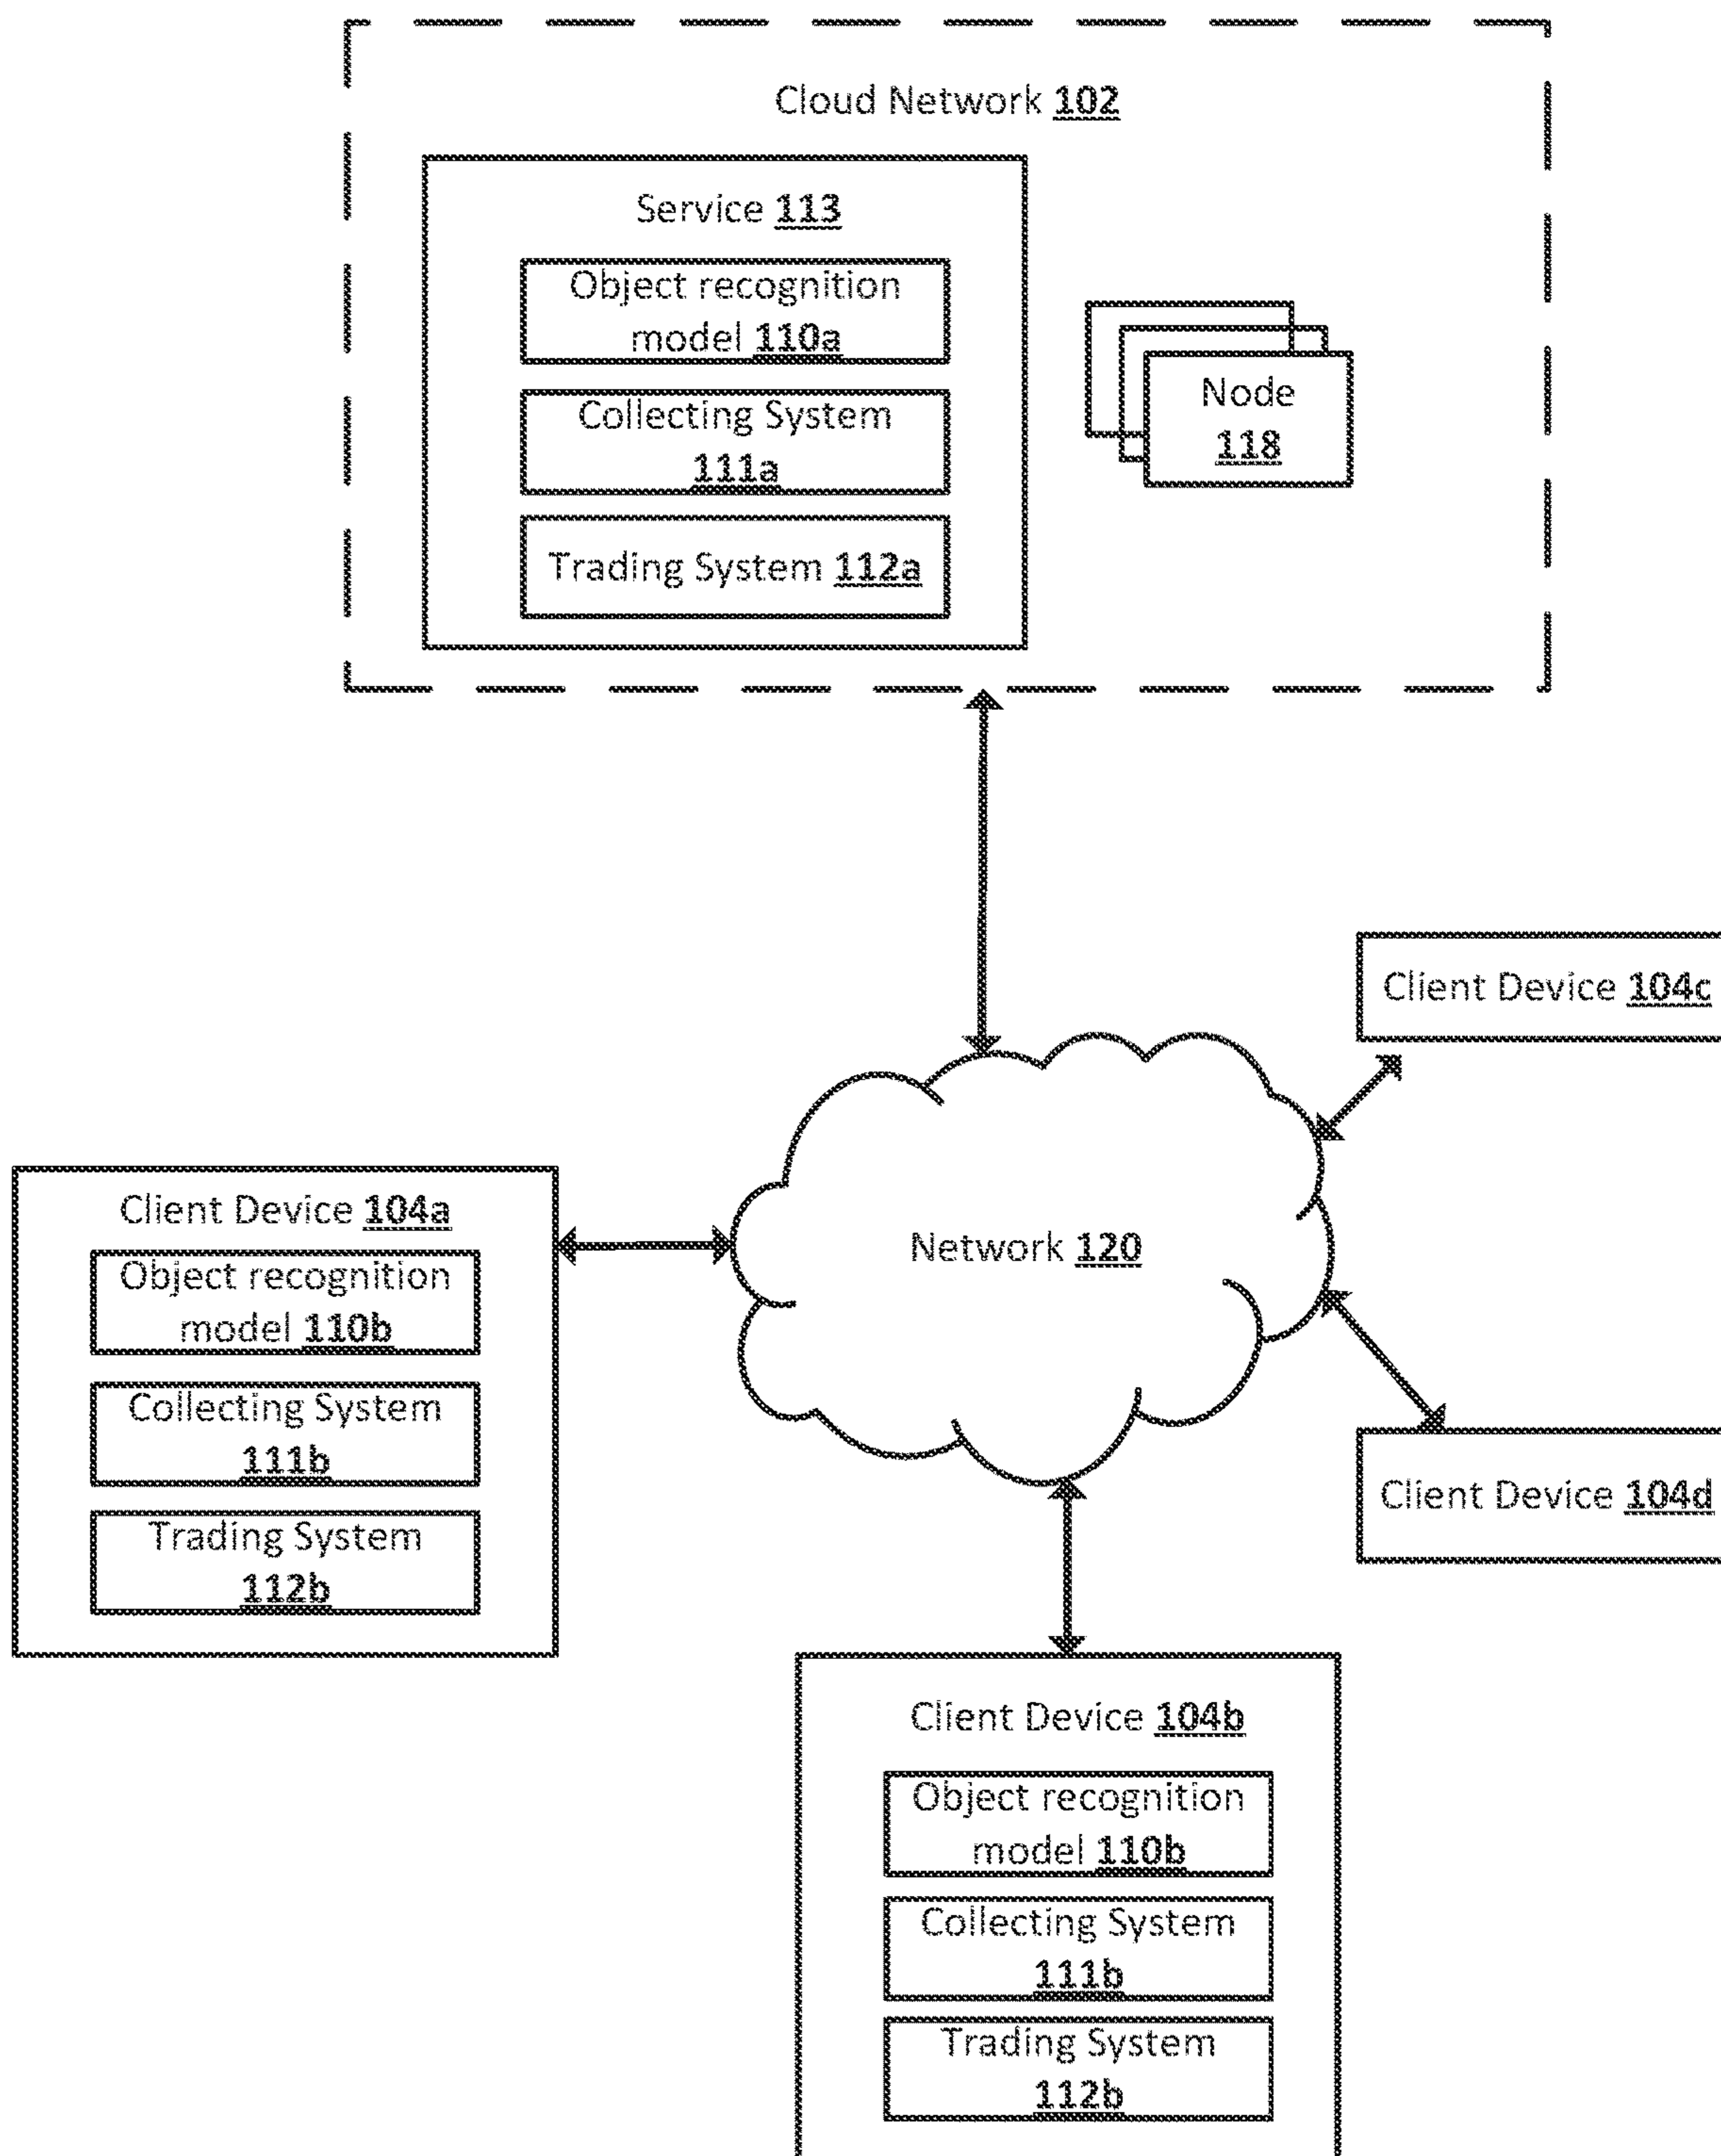 Cloud Network 102
Service 113
Object recognition
model 110a
Collecting System
111a
Trading System 112a
Node
118
Client Device 104c
Client Device 104a
Object recognition
model 110b
Collecting System
111b
Trading System
112b
Network 120
Client Device 104d
Client Device 104b
Object recognition
model 110b
Collecting System
111b
Trading System
112b